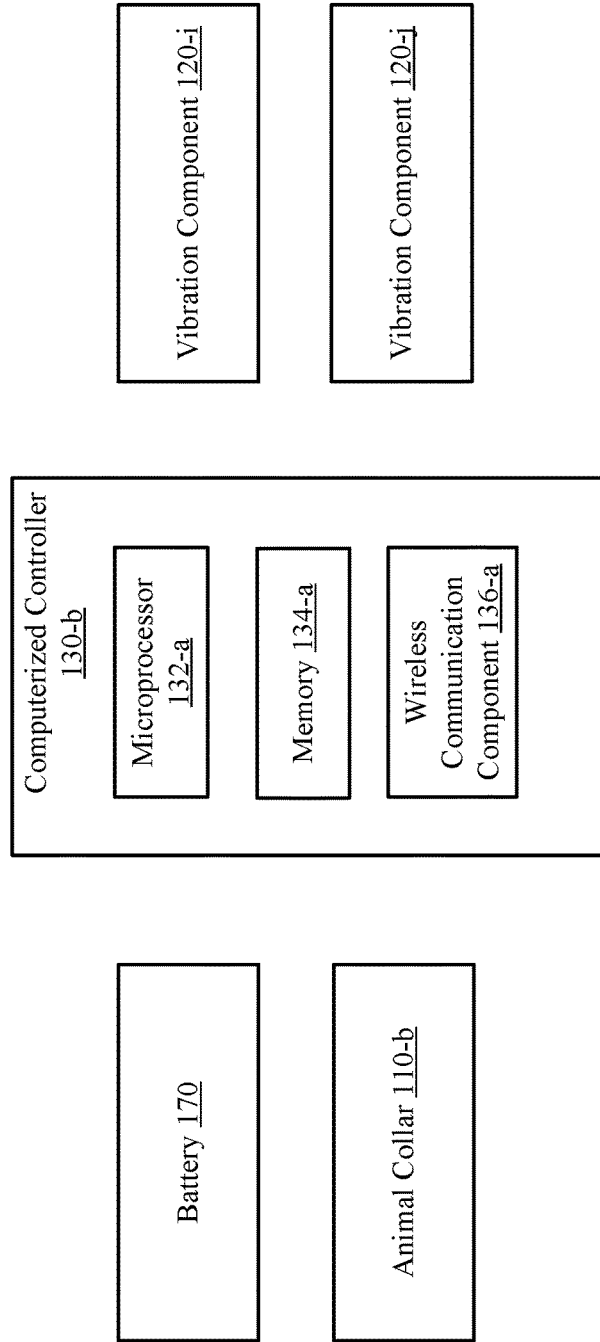 Battery 170
Animal Collar 110-b
Computerized Controller
130-b
Microprocessor
132-a
Memory 134-a
Wireless
Communication
Component 136-a
Vibration Component 120-i
Vibration Component 120-j